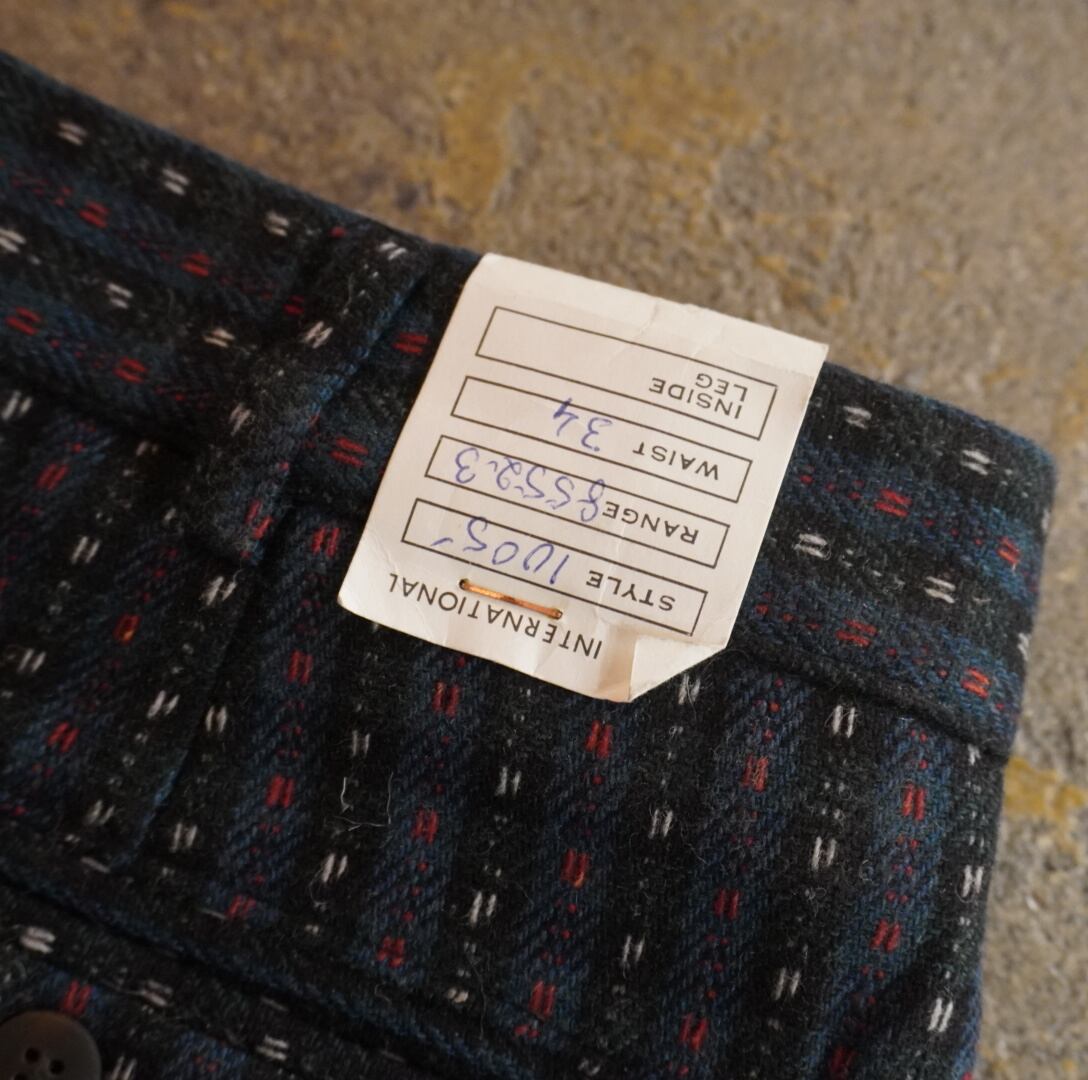 INTERNATIONAL
STYLE 1005
RANGE 8552.3
WAIST 34
INSIDE
LEG